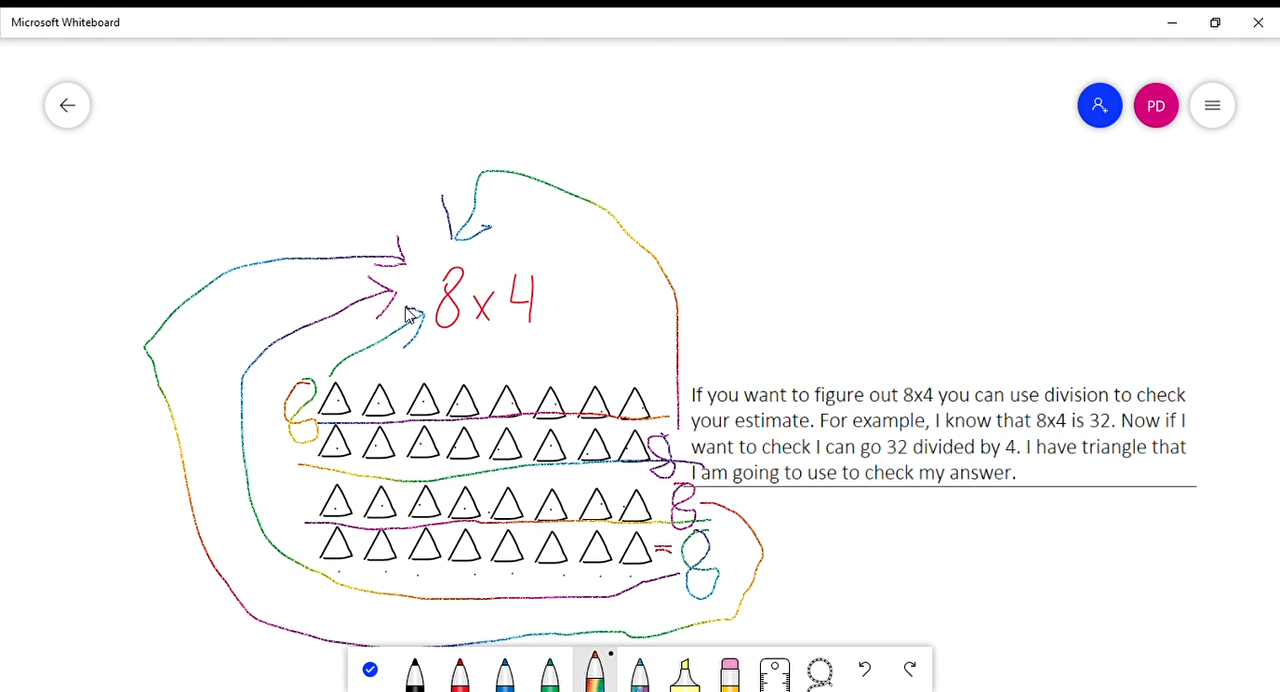 Microsoft Whiteboard
PD
8x4
8
If you want to figure out 8x4 you can use division to check
your estimate. For example, I know that 8x4 is 32. Now if I
want to check I can go 32 divided by 4. I have triangle that
I am going to use to check my answer.
8
8
=8